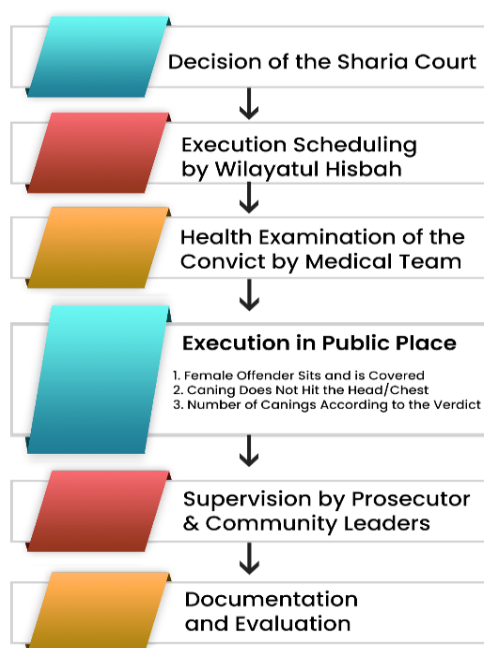 Decision of the Sharia Court
Execution Scheduling
by Wilayatul Hisbah
Health Examination of the
Convict by Medical Team
Execution in Public Place
1. Female Offender Sits and is Covered
2. Caning Does Not Hit the Head/Chest
3. Number of Canings According to the Verdict
Supervision by Prosecutor
& Community Leaders
Documentation
and Evaluation